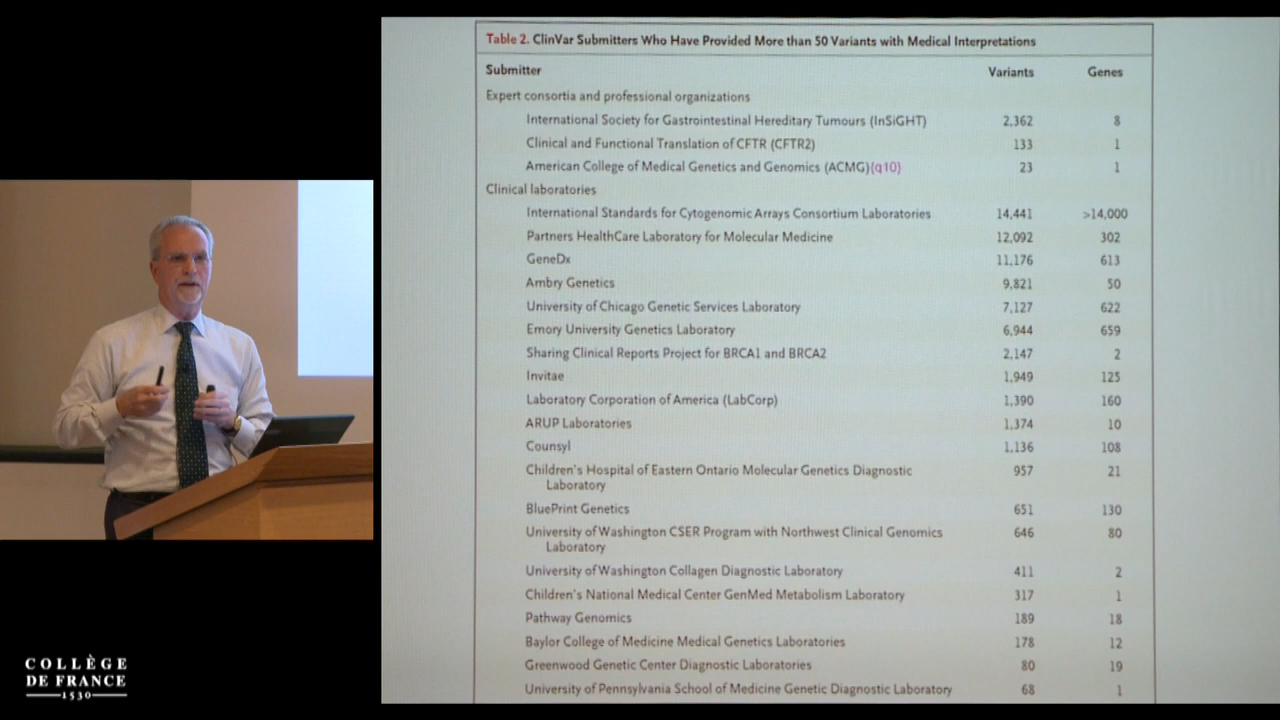 Table 2. ClinVar Submitters Who Have Provided More than 50 Variants with Medical Interpretations
Submitter Variants Genes
Expert consortia and professional organizations
International Society for Gastrointestinal Hereditary Tumours (InSiGHT) 2,362 8
Clinical and Functional Translation of CFTR (CFTR2) 133 1
American College of Medical Genetics and Genomics (ACMG){q10} 23 1
Clinical laboratories
International Standards for Cytogenomic Arrays Consortium Laboratories 14,441 >14,000
Partners HealthCare Laboratory for Molecular Medicine 12,092 302
GeneDx 11,176 613
Ambry Genetics 9,821 50
University of Chicago Genetic Services Laboratory 7,127 622
Emory University Genetics Laboratory 6,944 659
Sharing Clinical Reports Project for BRCA1 and BRCA2 2,147 2
Invitae 1,949 125
Laboratory Corporation of America (LabCorp) 1,390 160
ARUP Laboratories 1,374 10
Counsyl 1,136 108
Children's Hospital of Eastern Ontario Molecular Genetics Diagnostic 957 21
Laboratory
BluePrint Genetics 651 130
University of Washington CSER Program with Northwest Clinical Genomics 646 80
Laboratory
University of Washington Collagen Diagnostic Laboratory 411 2
Children's National Medical Center GenMed Metabolism Laboratory 317 1
Pathway Genomics 189 18
Baylor College of Medicine Medical Genetics Laboratories 178 12
Greenwood Genetic Center Diagnostic Laboratories 80 19
University of Pennsylvania School of Medicine Genetic Diagnostic Laboratory 68 1
COLLÈGE
DE FRANCE
1530